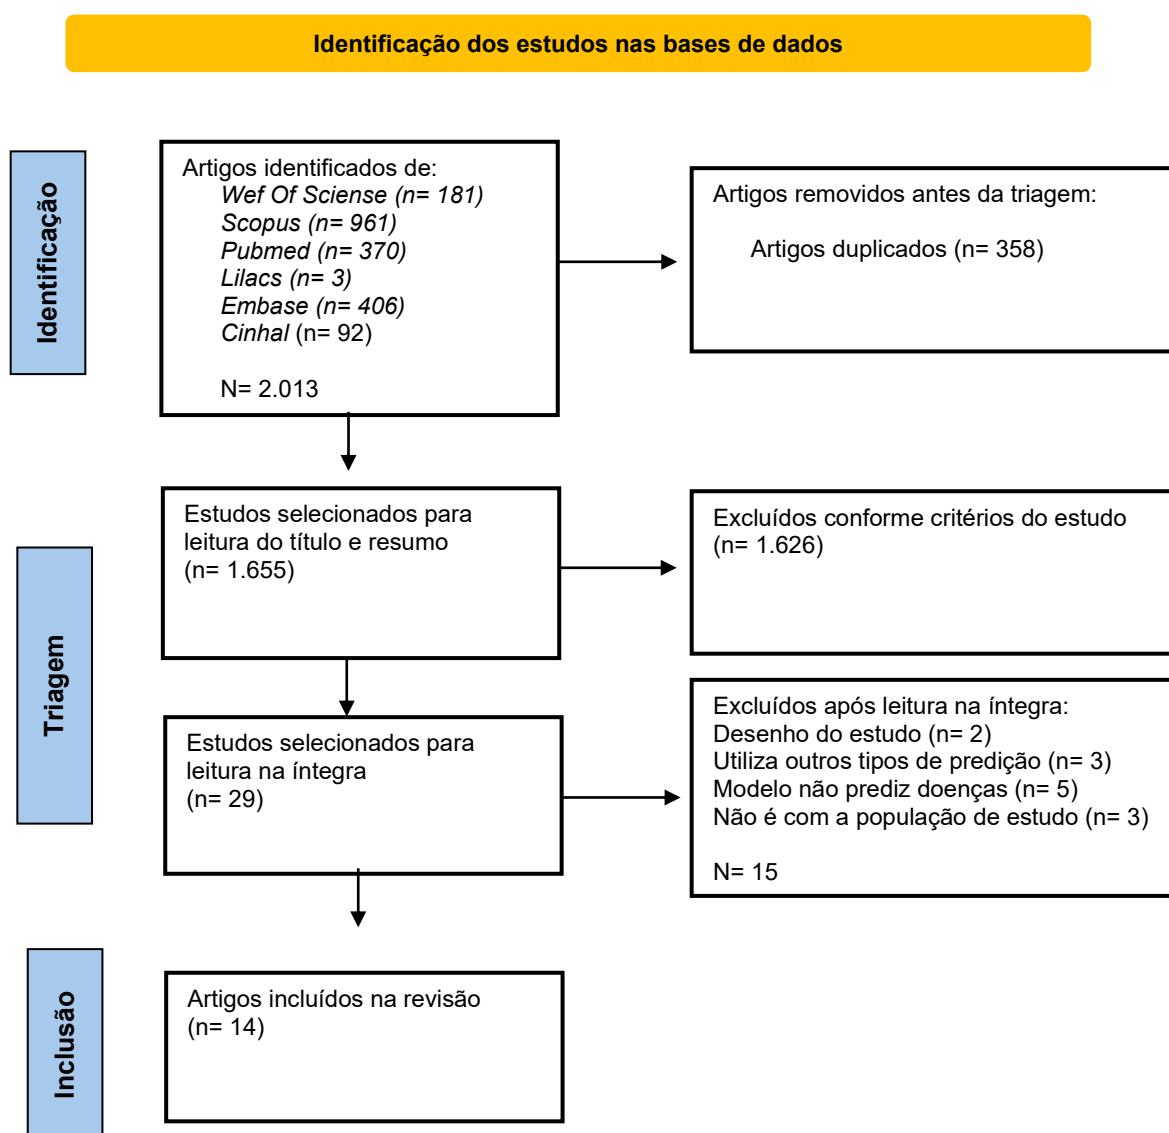 Identificação dos estudos nas bases de dados
Identificação
Artigos identificados de:
Wef Of Sciense (n= 181)
Scopus (n= 961)
Pubmed (n= 370)
Lilacs (n= 3)
Embase (n= 406)
Cinhal (n= 92)
N= 2.013
Artigos removidos antes da triagem:
Artigos duplicados (n= 358)
Triagem
Estudos selecionados para
leitura do título e resumo
(n= 1.655)
Excluídos conforme critérios do estudo
(n= 1.626)
Estudos selecionados para
leitura na íntegra
(n= 29)
Excluídos após leitura na íntegra:
Desenho do estudo (n= 2)
Utiliza outros tipos de predição (n= 3)
Modelo não prediz doenças (n= 5)
Não é com a população de estudo (n= 3)
N= 15
Inclusão
Artigos incluídos na revisão
(n= 14)